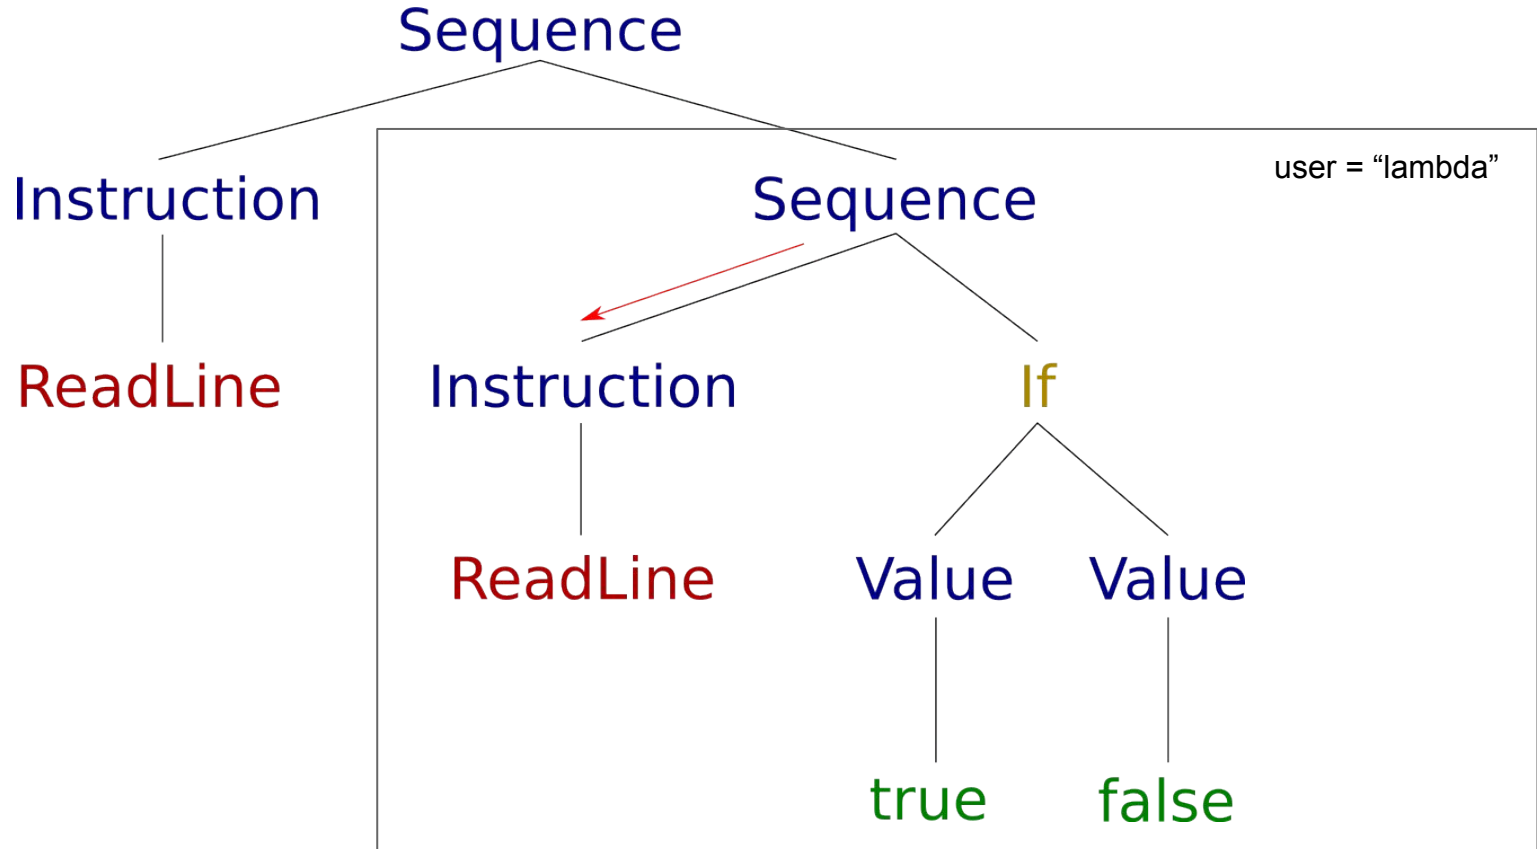 Sequence
user = “lambda”
Instruction
Sequence
ReadLine
Instruction
If
ReadLine
Value
Value
true
false